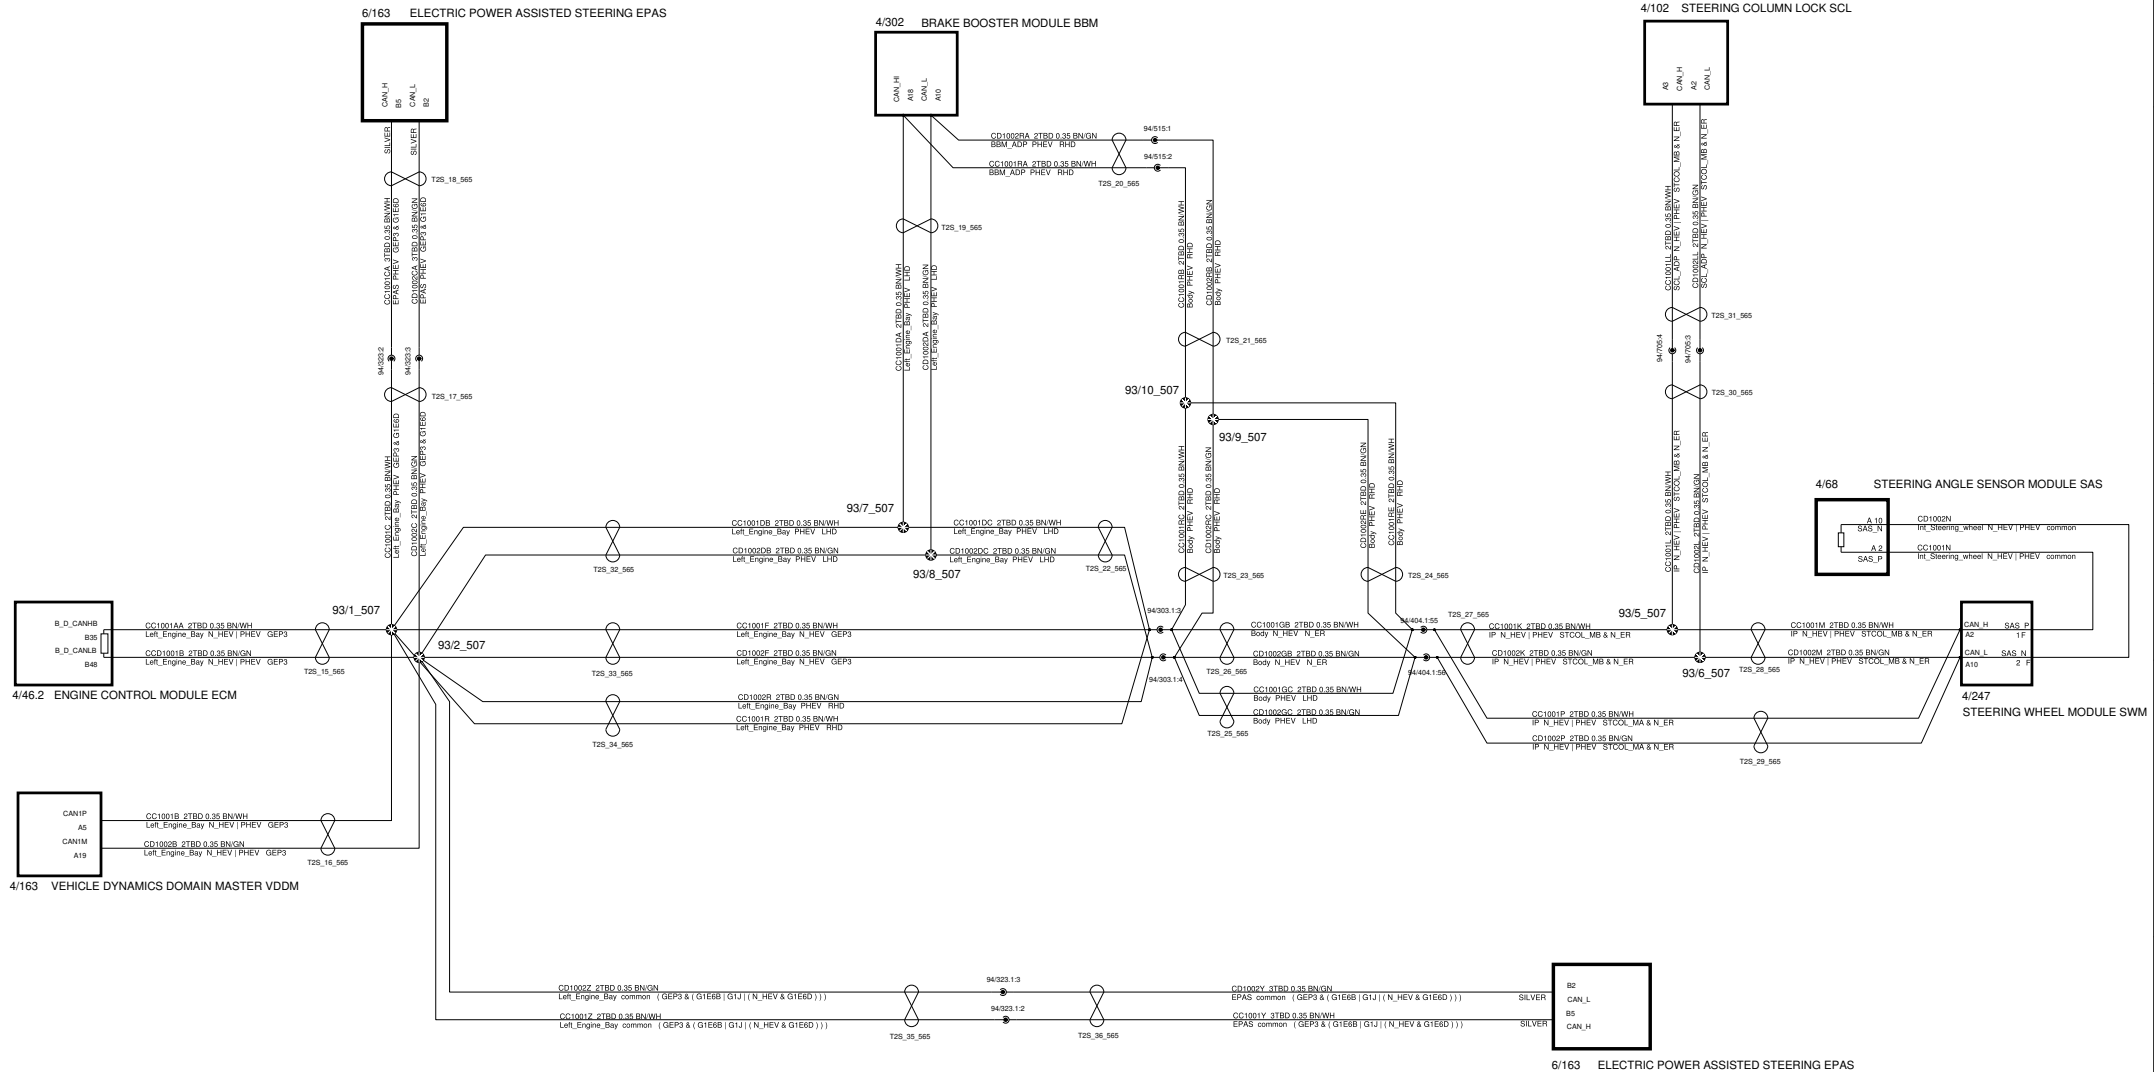 6/163 ELECTRIC POWER ASSISTED STEERING EPAS
CAN_H
B5
CAN_L
B2
SILVER
SILVER
T2S_18_565
CC1001CA 3TBD 0.35 BN/WH
EPAS PHEV GEP3 & G1E6D
CD1002CA 3TBD 0.35 BN/GN
EPAS PHEV GEP3 & G1E6D
94/323:2
94/323:3
T2S_17_565
CC1001C 2TBD 0.35 BN/WH
Left_Engine_Bay PHEV GEP3 & G1E6D
CD1002C 2TBD 0.35 BN/GN
Left_Engine_Bay PHEV GEP3 & G1E6D
4/302 BRAKE BOOSTER MODULE BBM
CAN_HI
A18
CAN_L
A10
CD1002RA 2TBD 0.35 BN/GN
BBM_ADP PHEV RHD
CC1001RA 2TBD 0.35 BN/WH
BBM_ADP PHEV RHD
T2S_20_565
94/515:1
94/515:2
T2S_19_565
CC1001DA 2TBD 0.35 BN/WH
Left_Engine_Bay PHEV LHD
CD1002DA 2TBD 0.35 BN/GN
Left_Engine_Bay PHEV LHD
CC1001RB 2TBD 0.35 BN/WH
Body PHEV RHD
CD1002RB 2TBD 0.35 BN/GN
Body PHEV RHD
T2S_21_565
93/10_507
93/9_507
CC1001RC 2TBD 0.35 BN/WH
Body PHEV RHD
CD1002RC 2TBD 0.35 BN/GN
Body PHEV RHD
CD1002RE 2TBD 0.35 BN/GN
Body PHEV RHD
CC1001RE 2TBD 0.35 BN/WH
Body PHEV RHD
T2S_23_565
T2S_24_565
4/102 STEERING COLUMN LOCK SCL
A3
CAN_H
A2
CAN_L
CC1001LL 2TBD 0.35 BN/WH
SCL_ADP N_HEV | PHEV STCOL_MB & N_ER
CD1002LL 2TBD 0.35 BN/GN
SCL_ADP N_HEV | PHEV STCOL_MB & N_ER
T2S_31_565
94/705:4
94/705:3
T2S_30_565
CC1001L 2TBD 0.35 BN/WH
IP N_HEV | PHEV STCOL_MB & N_ER
CD1002L 2TBD 0.35 BN/GN
IP N_HEV | PHEV STCOL_MB & N_ER
4/68 STEERING ANGLE SENSOR MODULE SAS
A 10
SAS_N
A 2
SAS_P
CD1002N
Int_Steering_wheel N_HEV | PHEV common
CC1001N
Int_Steering_wheel N_HEV | PHEV common
93/7_507
CC1001DB 2TBD 0.35 BN/WH
Left_Engine_Bay PHEV LHD
CC1001DC 2TBD 0.35 BN/WH
Left_Engine_Bay PHEV LHD
CD1002DB 2TBD 0.35 BN/GN
Left_Engine_Bay PHEV LHD
CD1002DC 2TBD 0.35 BN/GN
Left_Engine_Bay PHEV LHD
T2S_32_565
93/8_507
T2S_22_565
93/1_507
B_D_CANHB
B35
B_D_CANLB
B48
CC1001AA 2TBD 0.35 BN/WH
Left_Engine_Bay N_HEV | PHEV GEP3
CCD1001B 2TBD 0.35 BN/GN
Left_Engine_Bay N_HEV | PHEV GEP3
T2S_15_565
4/46.2 ENGINE CONTROL MODULE ECM
93/2_507
CC1001F 2TBD 0.35 BN/WH
Left_Engine_Bay N_HEV GEP3
CD1002F 2TBD 0.35 BN/GN
Left_Engine_Bay N_HEV GEP3
T2S_33_565
CD1002R 2TBD 0.35 BN/GN
Left_Engine_Bay PHEV RHD
CC1001R 2TBD 0.35 BN/WH
Left_Engine_Bay PHEV RHD
T2S_34_565
94/303.1:3
94/303.1:4
CC1001GB 2TBD 0.35 BN/WH
Body N_HEV N_ER
CD1002GB 2TBD 0.35 BN/GN
Body N_HEV N_ER
T2S_26_565
CC1001GC 2TBD 0.35 BN/WH
Body PHEV LHD
CD1002GC 2TBD 0.35 BN/GN
Body PHEV LHD
T2S_25_565
94/404.1:55
94/404.1:56
T2S_27_565
CC1001K 2TBD 0.35 BN/WH
IP N_HEV | PHEV STCOL_MB & N_ER
CD1002K 2TBD 0.35 BN/GN
IP N_HEV | PHEV STCOL_MB & N_ER
93/5_507
93/6_507
T2S_28_565
CC1001M 2TBD 0.35 BN/WH
IP N_HEV | PHEV STCOL_MB & N_ER
CD1002M 2TBD 0.35 BN/GN
IP N_HEV | PHEV STCOL_MB & N_ER
CAN_H SAS_P
A2 1F
CAN_L SAS_N
A10 2 F
4/247
STEERING WHEEL MODULE SWM
CC1001P 2TBD 0.35 BN/WH
IP N_HEV | PHEV STCOL_MA & N_ER
CD1002P 2TBD 0.35 BN/GN
IP N_HEV | PHEV STCOL_MA & N_ER
T2S_29_565
CAN1P
A5
CAN1M
A19
CC1001B 2TBD 0.35 BN/WH
Left_Engine_Bay N_HEV | PHEV GEP3
CD1002B 2TBD 0.35 BN/GN
Left_Engine_Bay N_HEV | PHEV GEP3
T2S_16_565
4/163 VEHICLE DYNAMICS DOMAIN MASTER VDDM
CD1002Z 2TBD 0.35 BN/GN
Left_Engine_Bay common ( GEP3 & ( G1E6B | G1J | ( N_HEV & G1E6D ) ) )
CC1001Z 2TBD 0.35 BN/WH
Left_Engine_Bay common ( GEP3 & ( G1E6B | G1J | ( N_HEV & G1E6D ) ) )
T2S_35_565
94/323.1:3
94/323.1:2
T2S_36_565
CD1002Y 3TBD 0.35 BN/GN
EPAS common ( GEP3 & ( G1E6B | G1J | ( N_HEV & G1E6D ) ) )
SILVER
CC1001Y 3TBD 0.35 BN/WH
EPAS common ( GEP3 & ( G1E6B | G1J | ( N_HEV & G1E6D ) ) )
SILVER
B2
CAN_L
B5
CAN_H
6/163 ELECTRIC POWER ASSISTED STEERING EPAS